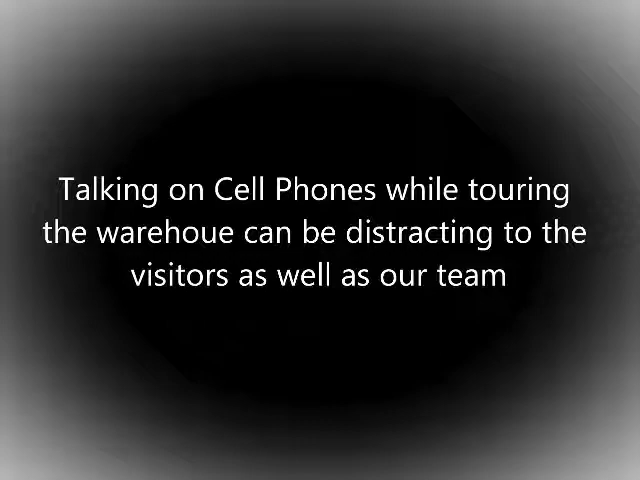 Talking on Cell Phones while touring
the warehoue can be distracting to the
visitors as well as our team